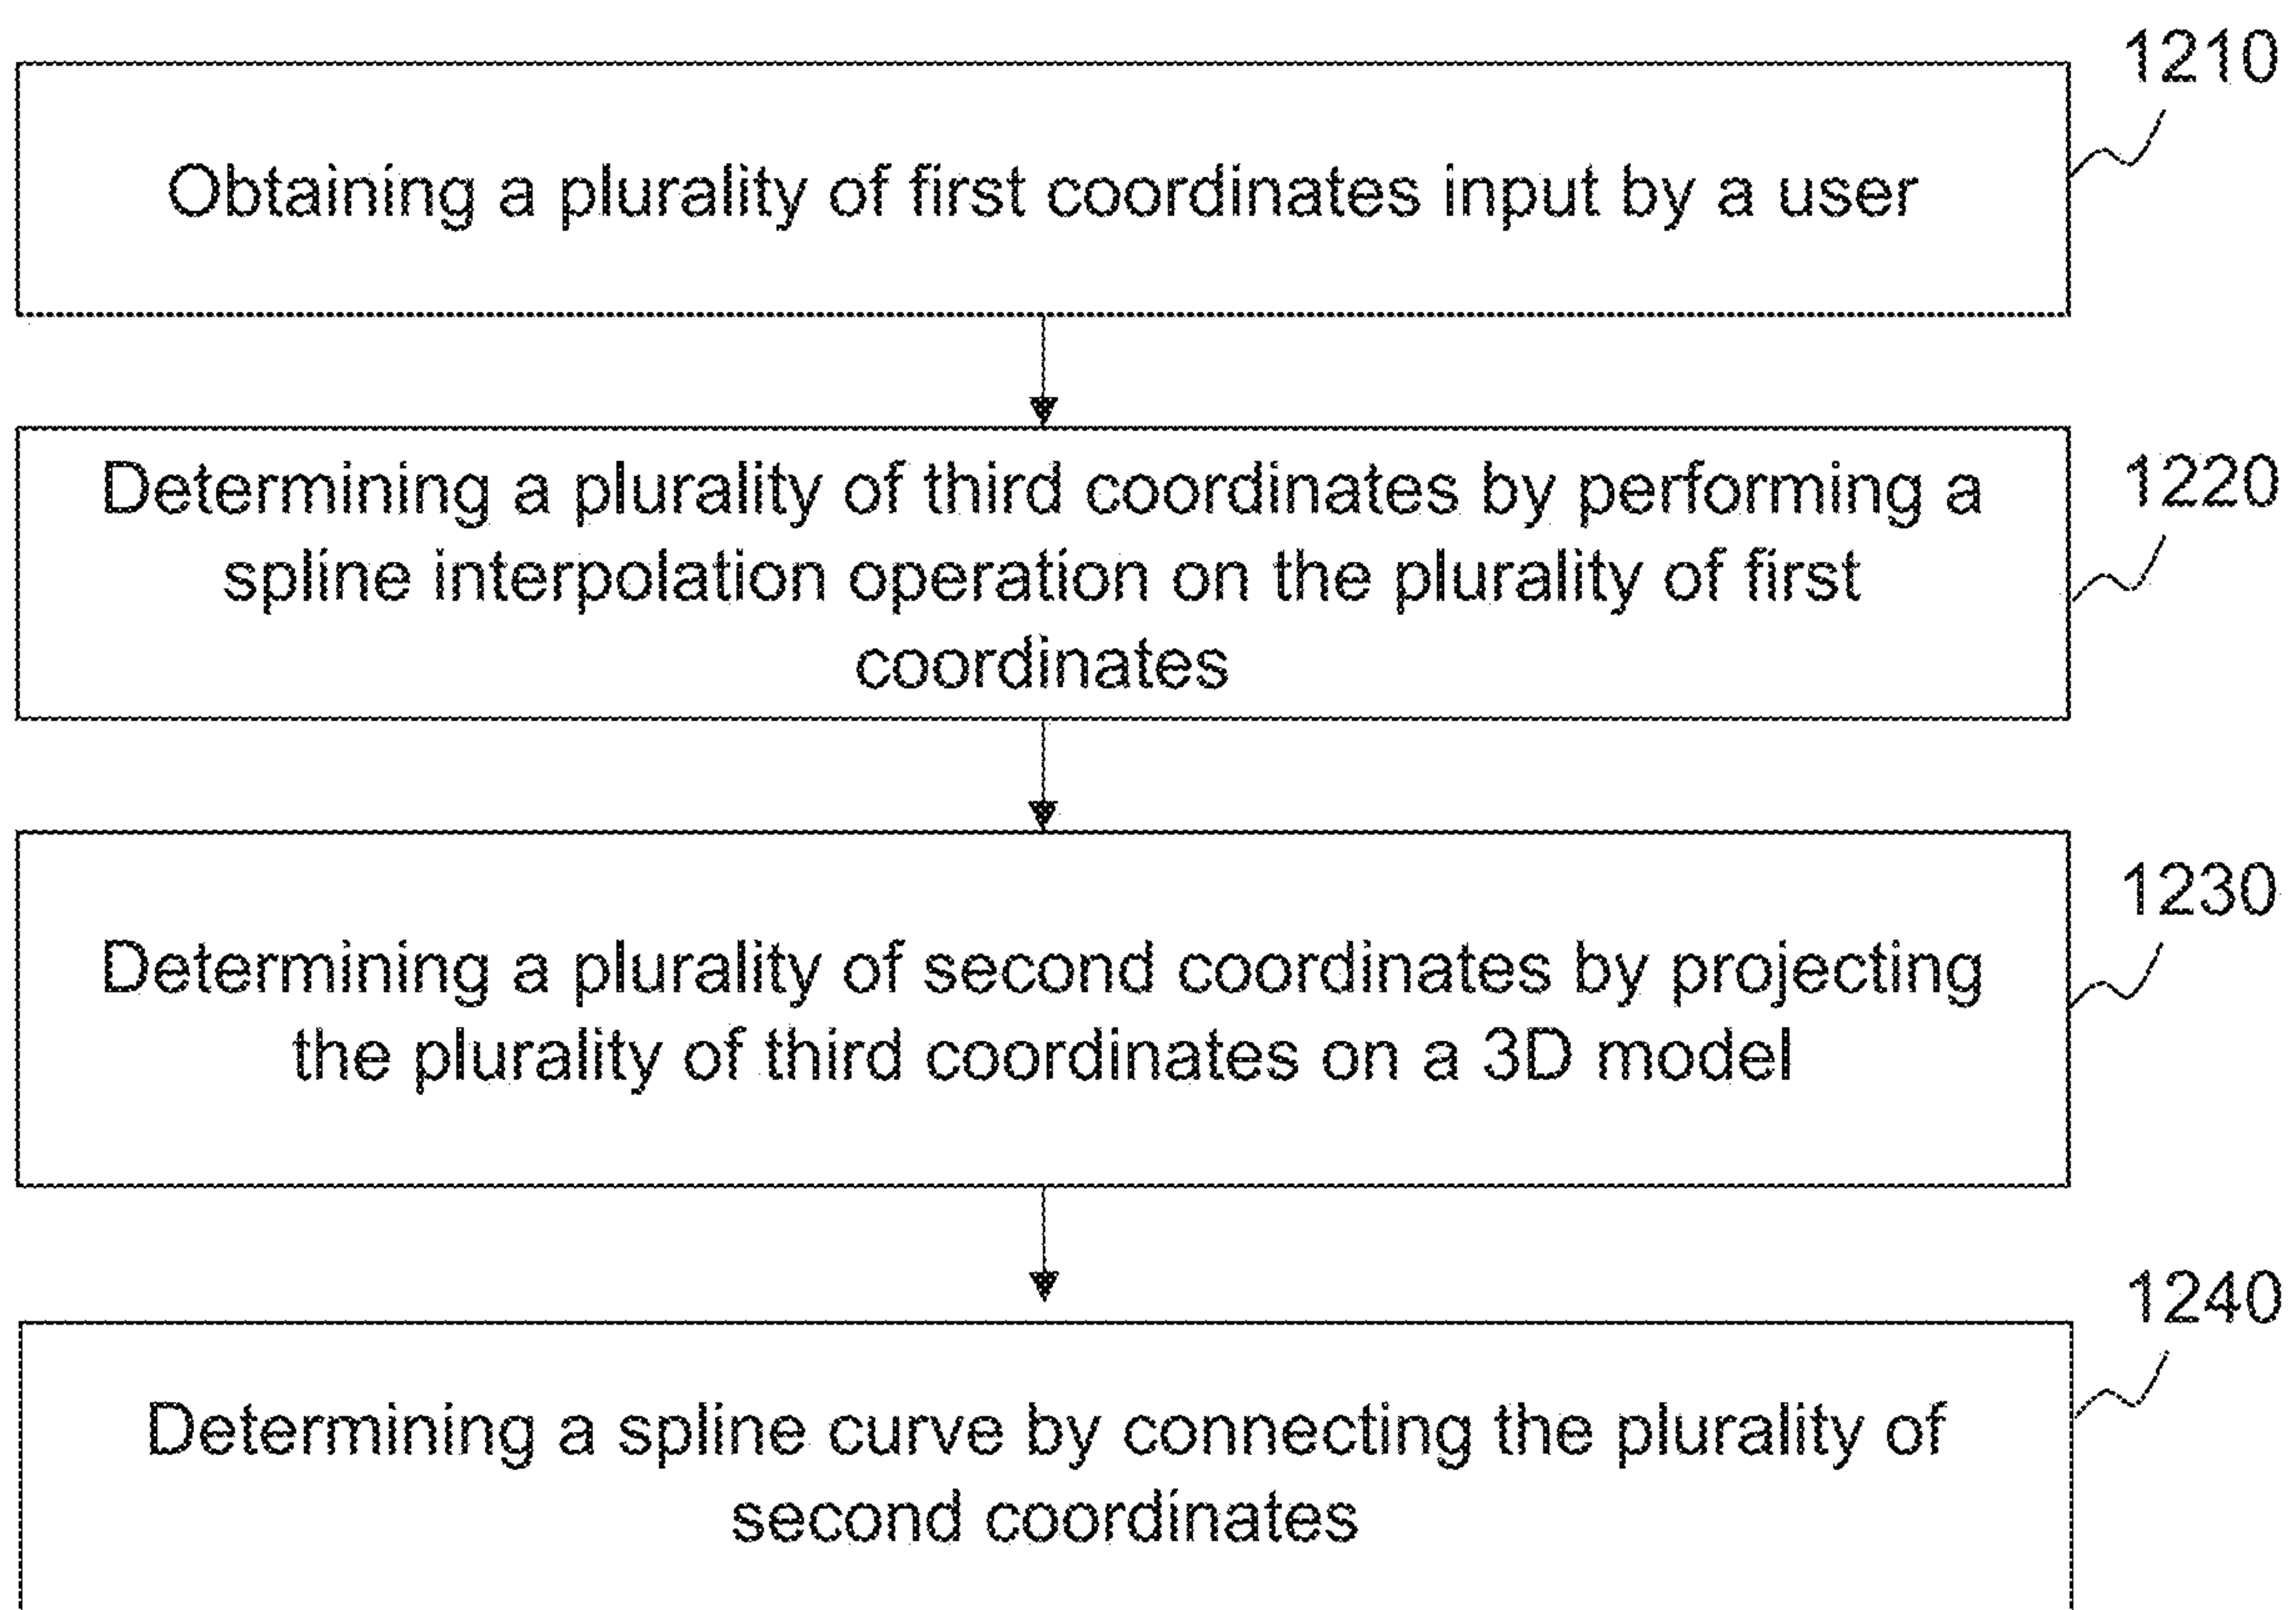 1210
Obtaining a plurality of first coordinates input by a user
Determining a plurality of third coordinates by performing a
1220
spline interpolation operation on the plurality of first
coordinates
1230
Determining a plurality of second coordinates by projecting
the plurality of third coordinates on a 3D model
1240
Determining a spline curve by connecting the plurality of
second coordinates